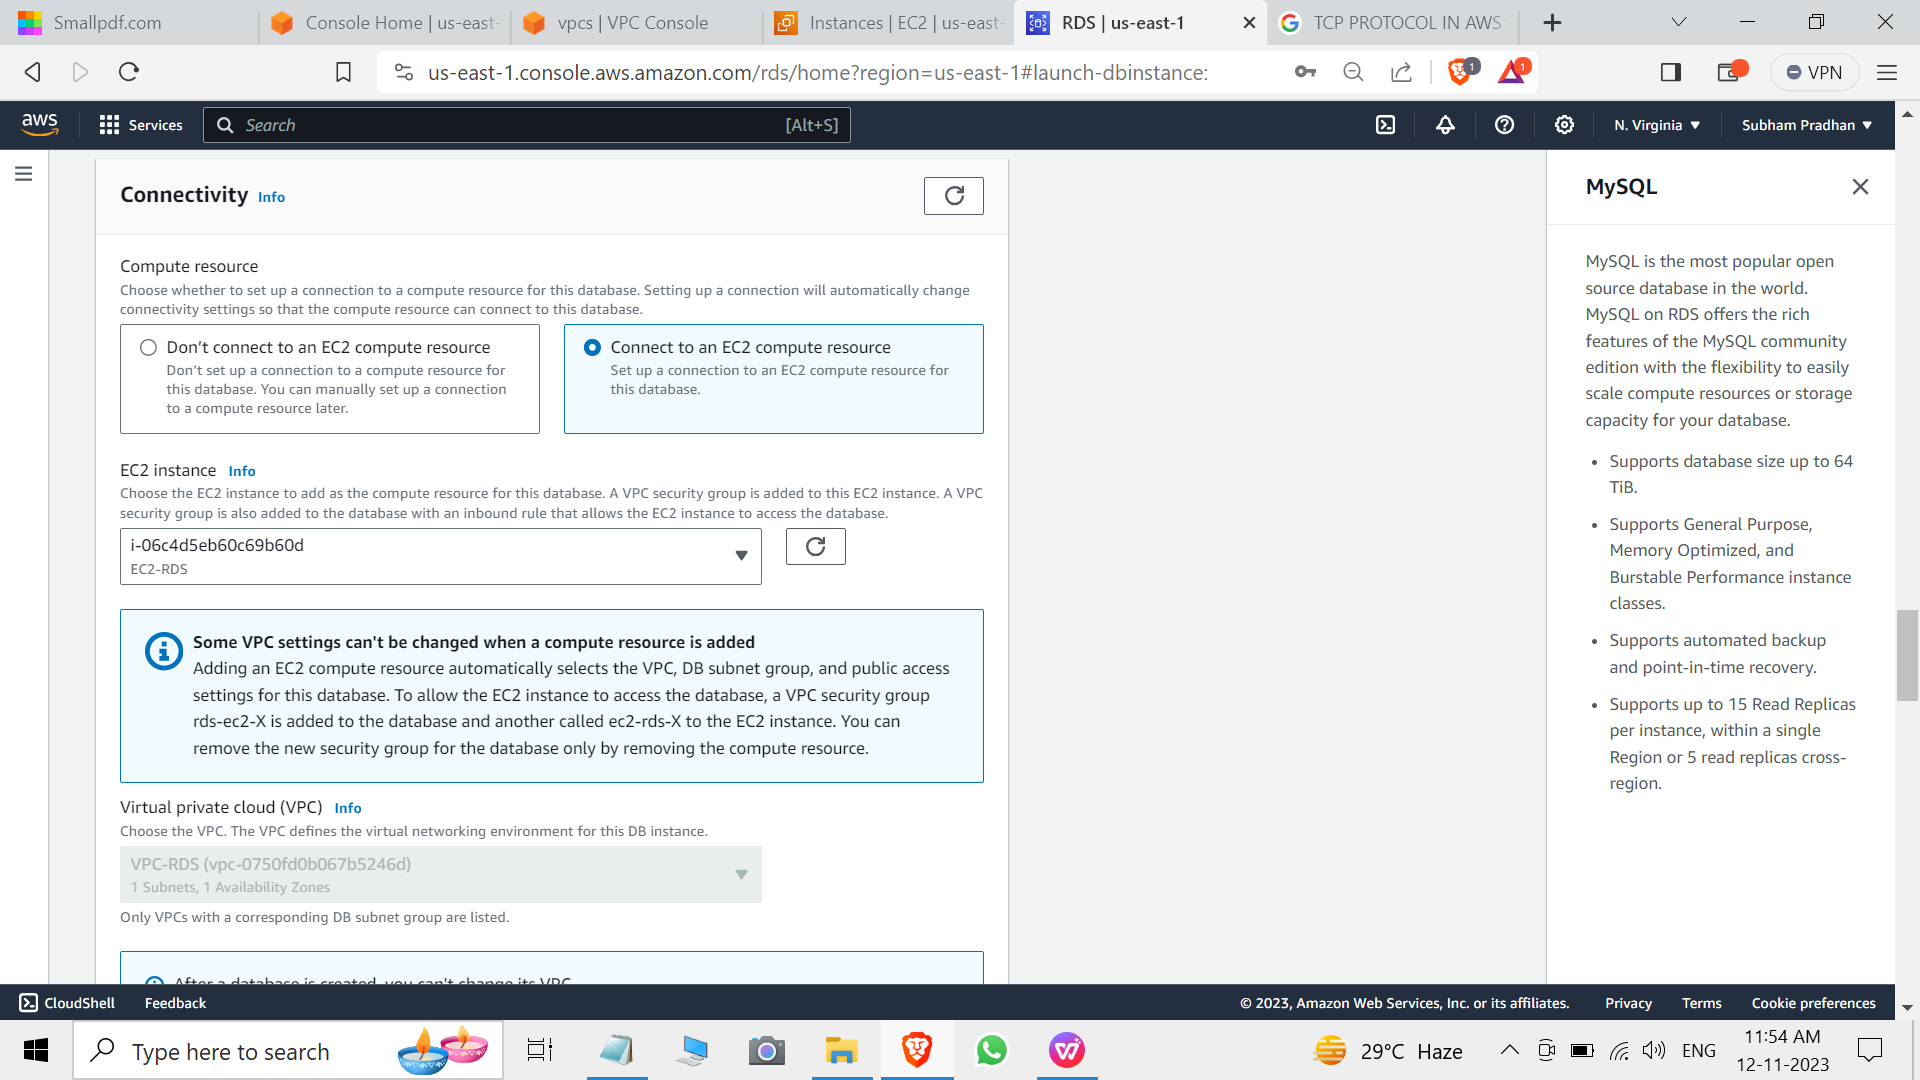 Smallpdf.com
Console Home | us-east-
vpcs | VPC Console
Instances | EC2 | us-east-
RDS | us-east-1
TCP PROTOCOL IN AWS -
us-east-1.console.aws.amazon.com/rds/home?region=us-east-1#launch-dbinstance:
1
1
VPN
aws
Services
Search
[Alt+S]
N. Virginia
Subham Pradhan
Connectivity Info
Compute resource
Choose whether to set up a connection to a compute resource for this database. Setting up a connection will automatically change
connectivity settings so that the compute resource can connect to this database.
Don't connect to an EC2 compute resource
Don't set up a connection to a compute resource for
this database. You can manually set up a connection
to a compute resource later.
Connect to an EC2 compute resource
Set up a connection to an EC2 compute resource for
this database.
EC2 instance Info
Choose the EC2 instance to add as the compute resource for this database. A VPC security group is added to this EC2 instance. A VPC
security group is also added to the database with an inbound rule that allows the EC2 instance to access the database.
i-06c4d5eb60c69b60d
EC2-RDS
Some VPC settings can't be changed when a compute resource is added
Adding an EC2 compute resource automatically selects the VPC, DB subnet group, and public access
settings for this database. To allow the EC2 instance to access the database, a VPC security group
rds-ec2-X is added to the database and another called ec2-rds-X to the EC2 instance. You can
remove the new security group for the database only by removing the compute resource.
Virtual private cloud (VPC) Info
Choose the VPC. The VPC defines the virtual networking environment for this DB instance.
VPC-RDS (vpc-0750fd0b067b5246d)
1 Subnets, 1 Availability Zones
Only VPCs with a corresponding DB subnet group are listed.
After a database is created, you can't change its VPC.
MySQL
MySQL is the most popular open
source database in the world.
MySQL on RDS offers the rich
features of the MySQL community
edition with the flexibility to easily
scale compute resources or storage
capacity for your database.
• Supports database size up to 64
TiB.
• Supports General Purpose,
Memory Optimized, and
Burstable Performance instance
classes.
• Supports automated backup
and point-in-time recovery.
• Supports up to 15 Read Replicas
per instance, within a single
Region or 5 read replicas cross-
region.
CloudShell
Feedback
© 2023, Amazon Web Services, Inc. or its affiliates.
Privacy
Terms
Cookie preferences
Type here to search
29°C Haze
ENG
11:54 AM
12-11-2023